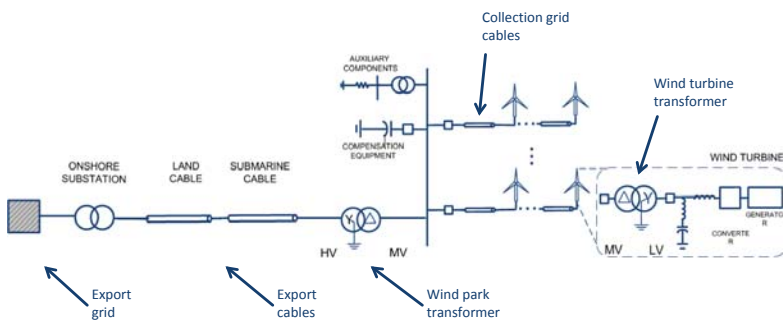 Collection grid
cables
AUXILIARY
COMPONENTS
Wind turbine
transformer
COMPENSATION
EQUIPMENT
ONSHORE
SUBSTATION
LAND
CABLE
SUBMARINE
CABLE
WIND TURBINE
GENERATO
R
CONVERTE
R
MV
LV
HV
MV
Export
grid
Export
cables
Wind park
transformer